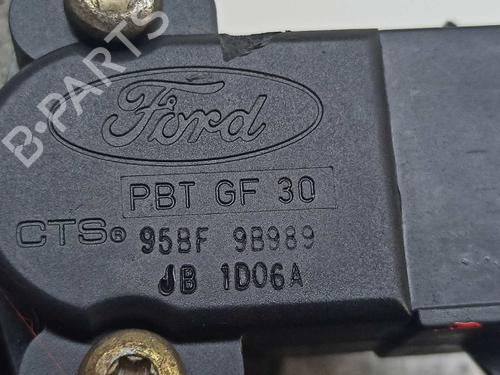 B-PARTS
Ford
PBT GF 30
CTS® 95BF 9B989
JB 1D06A